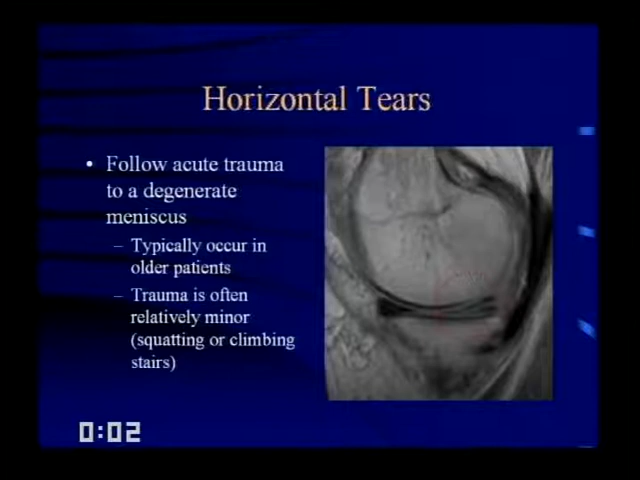 Horizontal Tears
• Follow acute trauma
to a degenerate
meniscus
– Typically occur in
older patients
– Trauma is often
relatively minor
(squatting or climbing
stairs)
0:02